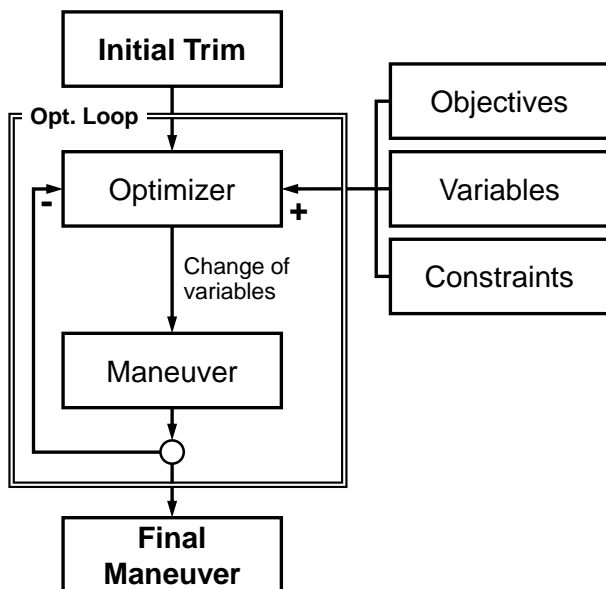 Initial Trim
Opt. Loop
Objectives
Optimizer
-
+
Variables
Change of
variables
Constraints
Maneuver
Final
Maneuver